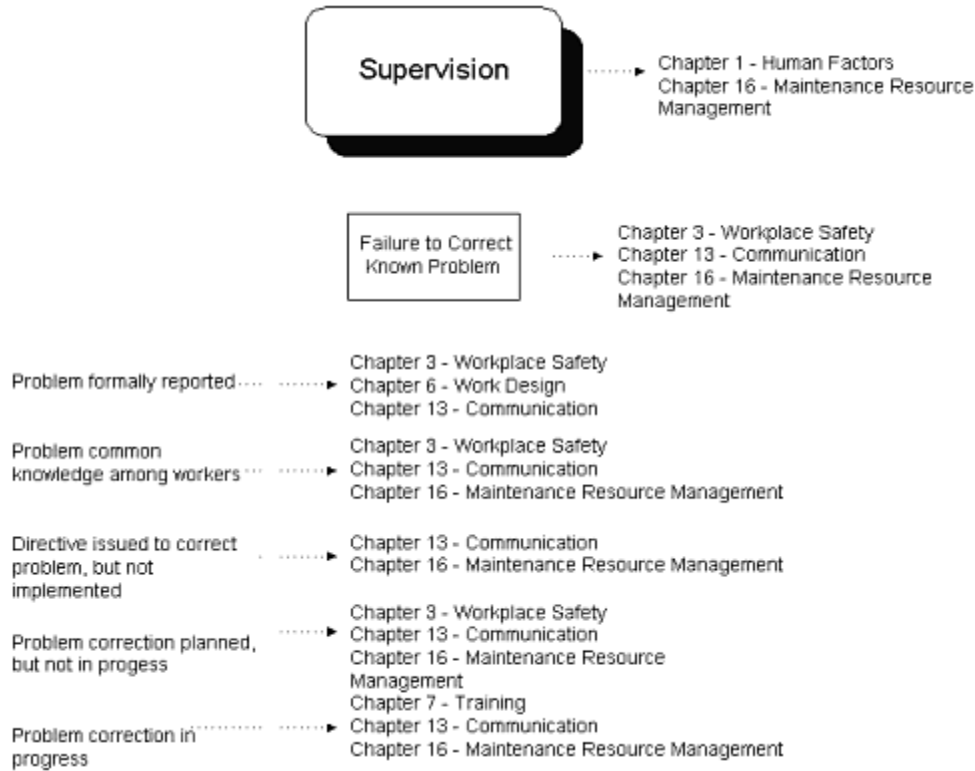 Supervision
Chapter 1 - Human Factors
Chapter 16 - Maintenance Resource
Management
Failure to Correct
Known Problem
Chapter 3 - Workplace Safety
Chapter 13 - Communication
Chapter 16 - Maintenance Resource
Management
Problem formally reported
Chapter 3 - Workplace Safety
Chapter 6 - Work Design
Chapter 13 - Communication
Problem common
knowledge among workers
Chapter 3 - Workplace Safety
Chapter 13 - Communication
Chapter 16 - Maintenance Resource Management
Directive issued to correct
problem, but not
implemented
Chapter 13 - Communication
Chapter 16 - Maintenance Resource Management
Problem correction planned,
but not in progess
Chapter 3 - Workplace Safety
Chapter 13 - Communication
Chapter 16 - Maintenance Resource
Management
Problem correction in
progress
Chapter 7 - Training
Chapter 13 - Communication
Chapter 16 - Maintenance Resource Management